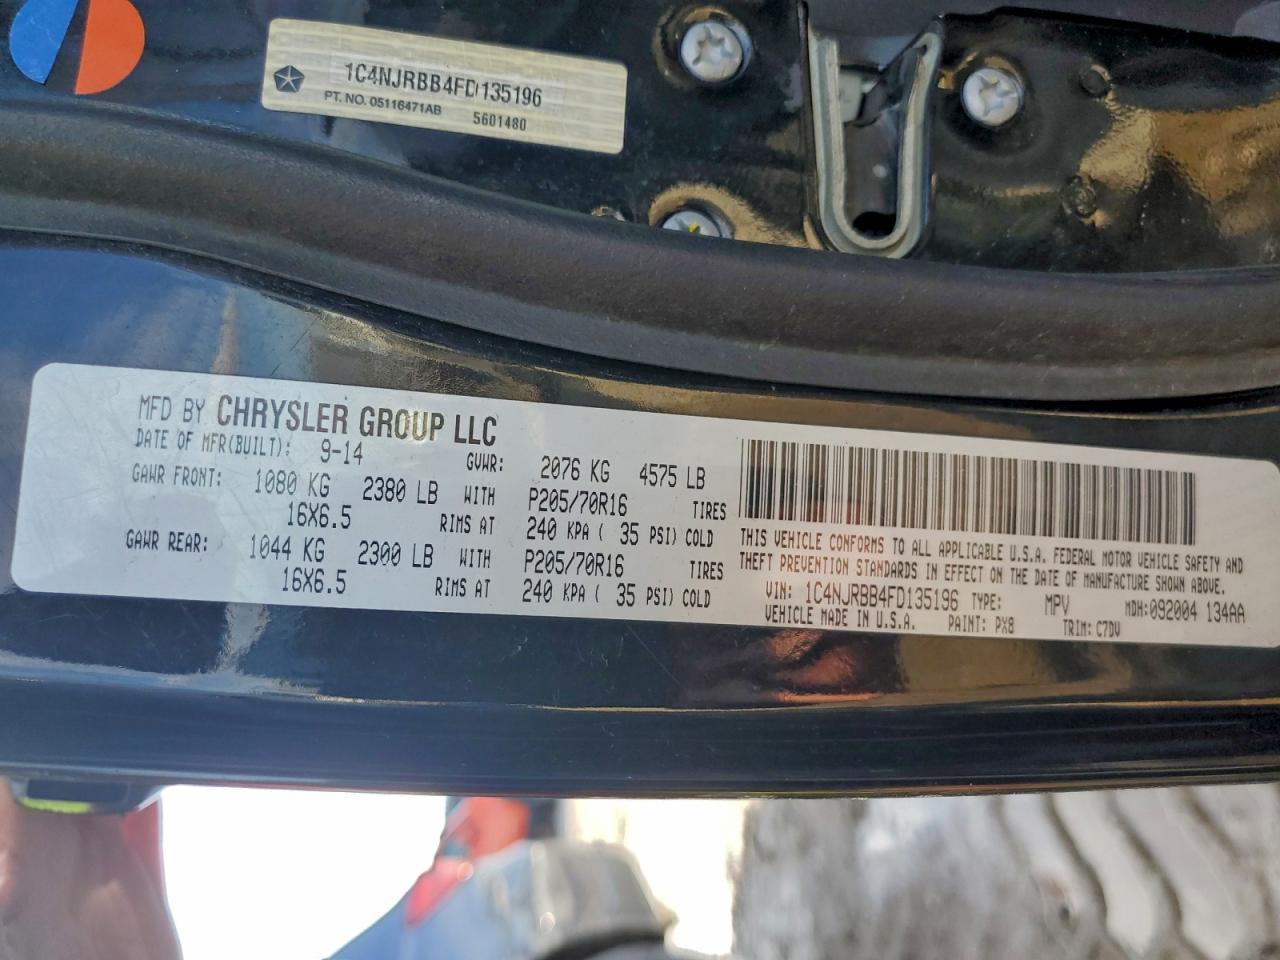 1C4NJRBB4FD135196
PT. NO. 05116471AB 5601480
MFD BY CHRYSLER GROUP LLC
DATE OF MFR(BUILT): 9-14 GVWR: 2076 KG 4575 LB
GAWR FRONT: 1080 KG 2380 LB WITH P205/70R16 TIRES
16X6.5 RIMS AT 240 KPA ( 35 PSI) COLD
GAWR REAR: 1044 KG 2300 LB WITH P205/70R16 TIRES
16X6.5 RIMS AT 240 KPA ( 35 PSI) COLD
THIS VEHICLE CONFORMS TO ALL APPLICABLE U.S.A. FEDERAL MOTOR VEHICLE SAFETY AND
THEFT PREVENTION STANDARDS IN EFFECT ON THE DATE OF MANUFACTURE SHOWN ABOVE.
VIN: 1C4NJRBB4FD135196 TYPE: MPV MDH:092004 134AA
VEHICLE MADE IN U.S.A. PAINT: PX8 TRIM: C7DV